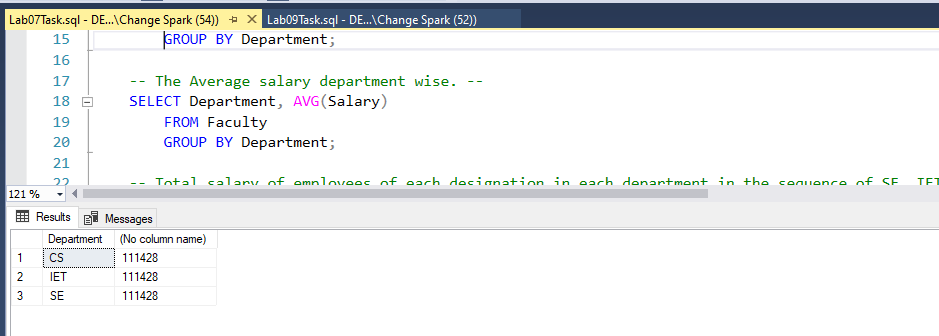 Lab07Task.sql - DE...\Change Spark (54)) Lab09Task.sql - DE...\Change Spark (52))
15 GROUP BY Department;
16
17 -- The Average salary department wise. --
18 SELECT Department, AVG(Salary)
19 FROM Faculty
20 GROUP BY Department;
21
22 -- Total salary of employees of each designation in each department in the sequence of SE, IET
121 %
Results Messages
Department (No column name)
1 CS 111428
2 IET 111428
3 SE 111428